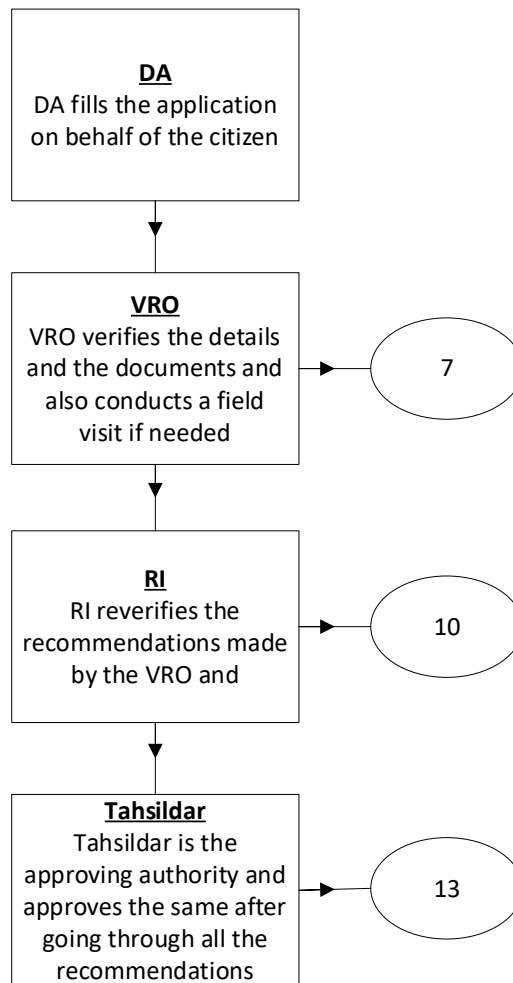 DA
DA fills the application
on behalf of the citizen
VRO
VRO verifies the details
and the documents and
also conducts a field
visit if needed
7
RI
RI reverifies the
recommendations made
by the VRO and
10
Tahsildar
Tahsildar is the
approving authority and
approves the same after
going through all the
recommendations
13